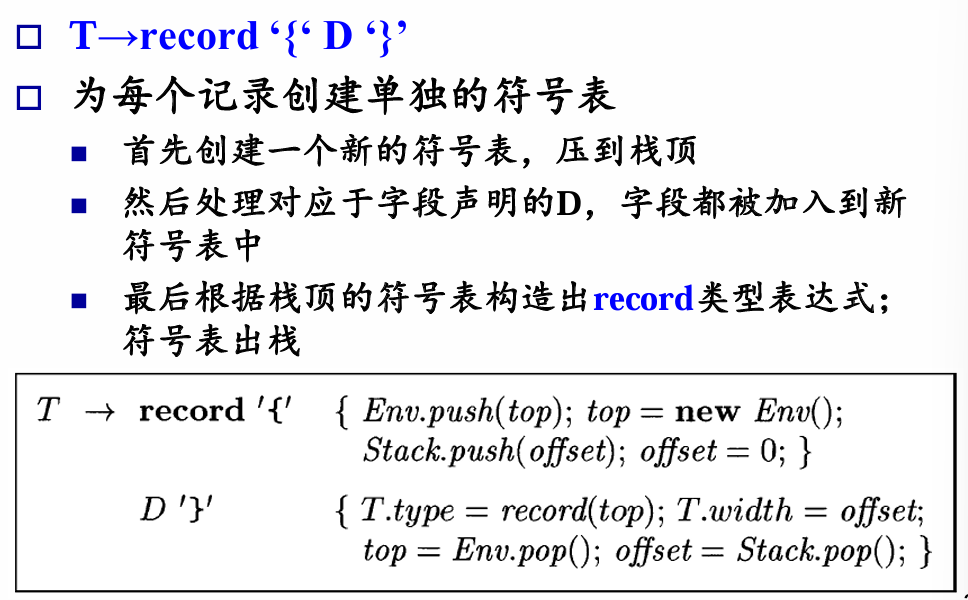 T→record ‘{‘ D ‘}’
为每个记录创建单独的符号表
首先创建一个新的符号表，压到栈顶
然后处理对应于字段声明的D，字段都被加入到新
符号表中
最后根据栈顶的符号表构造出record类型表达式；
符号表出栈
T → record '{' { Env.push(top); top = new Env();
Stack.push(offset); offset = 0; }
D '}' { T.type = record(top); T.width = offset;
top = Env.pop(); offset = Stack.pop(); }